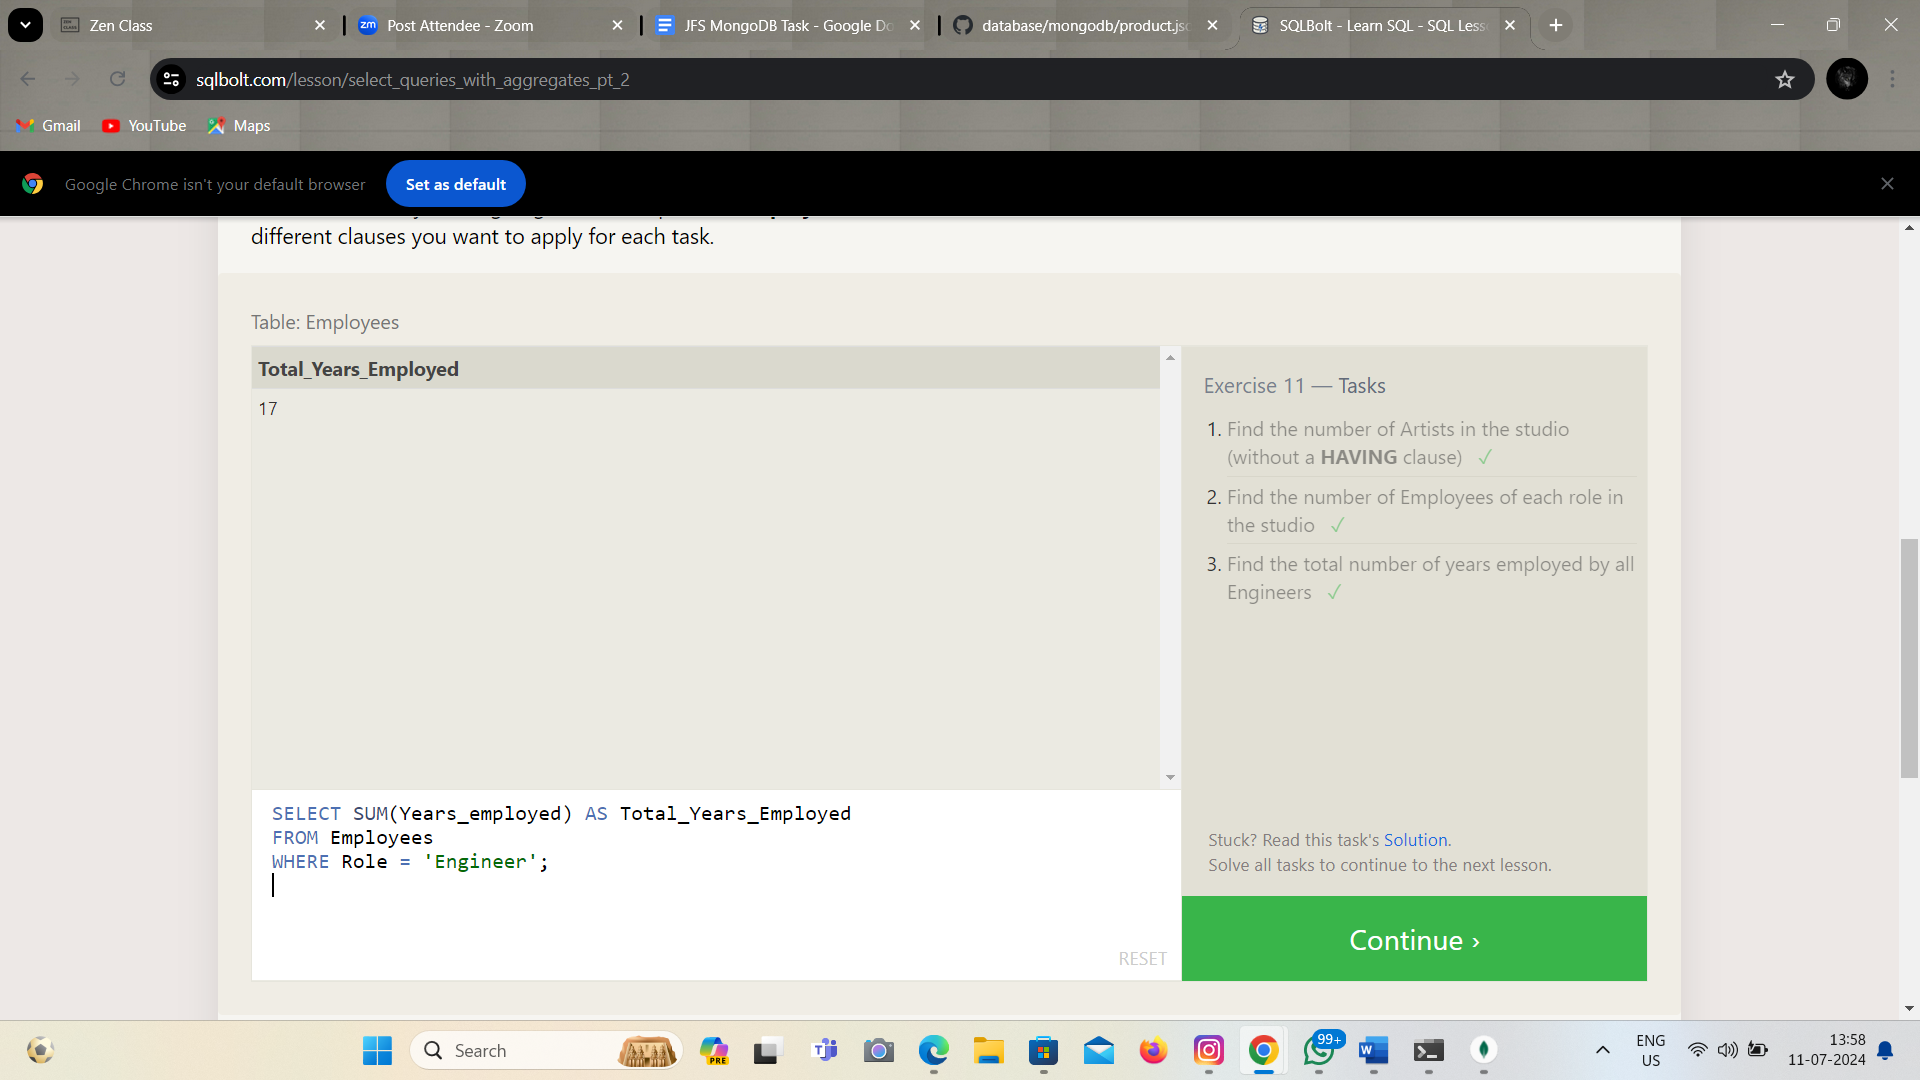 Zen Class
Post Attendee - Zoom
JFS MongoDB Task - Google Do
database/mongodb/product.jso
SQLBolt - Learn SQL - SQL Less
sqlbolt.com/lesson/select_queries_with_aggregates_pt_2
Gmail
YouTube
Maps
Google Chrome isn't your default browser
Set as default
different clauses you want to apply for each task.
Table: Employees
Total_Years_Employed
17
Exercise 11 — Tasks
1. Find the number of Artists in the studio
(without a HAVING clause) ✓
2. Find the number of Employees of each role in
the studio ✓
3. Find the total number of years employed by all
Engineers ✓
SELECT SUM(Years_employed) AS Total_Years_Employed
FROM Employees
WHERE Role = 'Engineer';
RESET
Stuck? Read this task's Solution.
Solve all tasks to continue to the next lesson.
Continue ›
Search
PRE
99+
ENG
US
13:58
11-07-2024